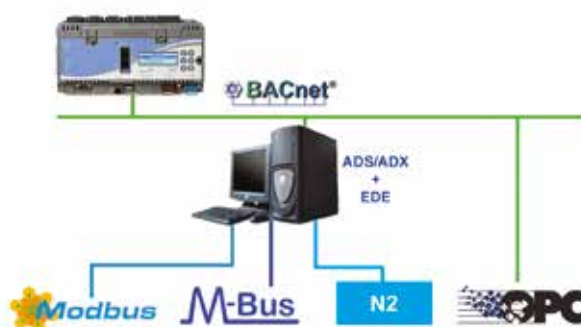 BACnet®
ADS/ADX
+
EDE
Modbus
M-Bus
N2
OPC